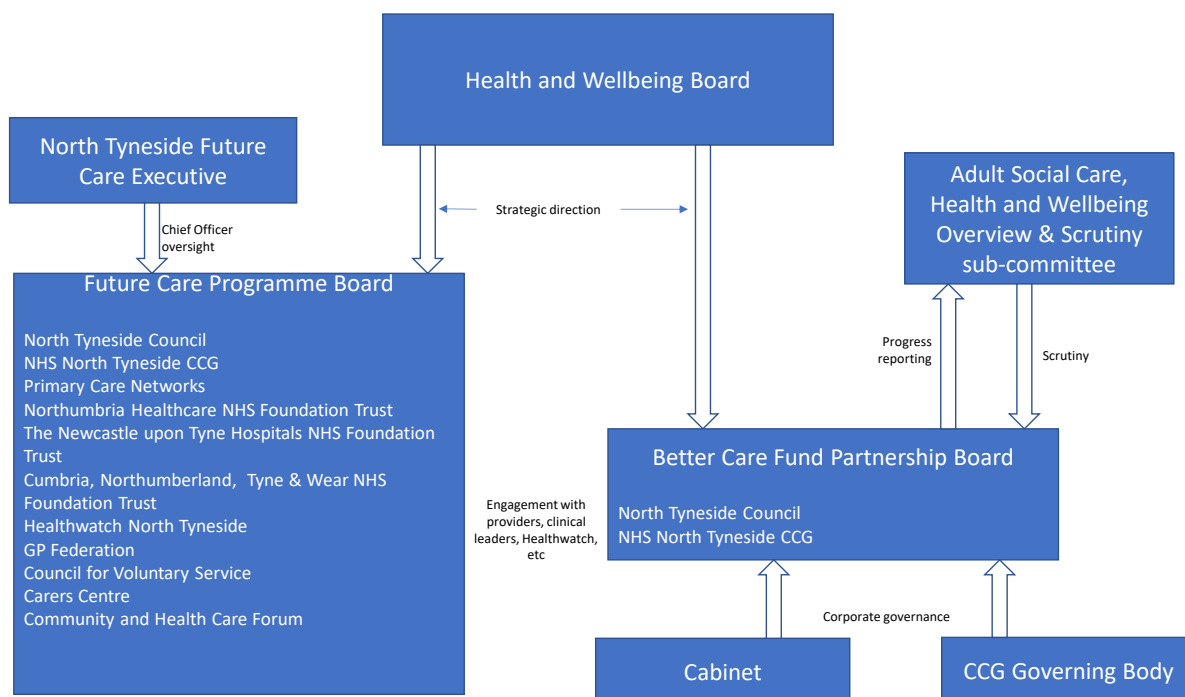 Health and Wellbeing Board
North Tyneside Future
Care Executive
Adult Social Care,
Health and Wellbeing
Overview & Scrutiny
sub-committee
Strategic direction
Chief Officer
oversight
Future Care Programme Board
North Tyneside Council
NHS North Tyneside CCG
Primary Care Networks
Northumbria Healthcare NHS Foundation Trust
The Newcastle upon Tyne Hospitals NHS Foundation
Trust
Cumbria, Northumberland, Tyne & Wear NHS
Foundation Trust
Healthwatch North Tyneside
GP Federation
Council for Voluntary Service
Carers Centre
Community and Health Care Forum
Progress
reporting
Scrutiny
Engagement with
providers, clinical
leaders, Healthwatch,
etc
Better Care Fund Partnership Board
North Tyneside Council
NHS North Tyneside CCG
Corporate governance
Cabinet
CCG Governing Body